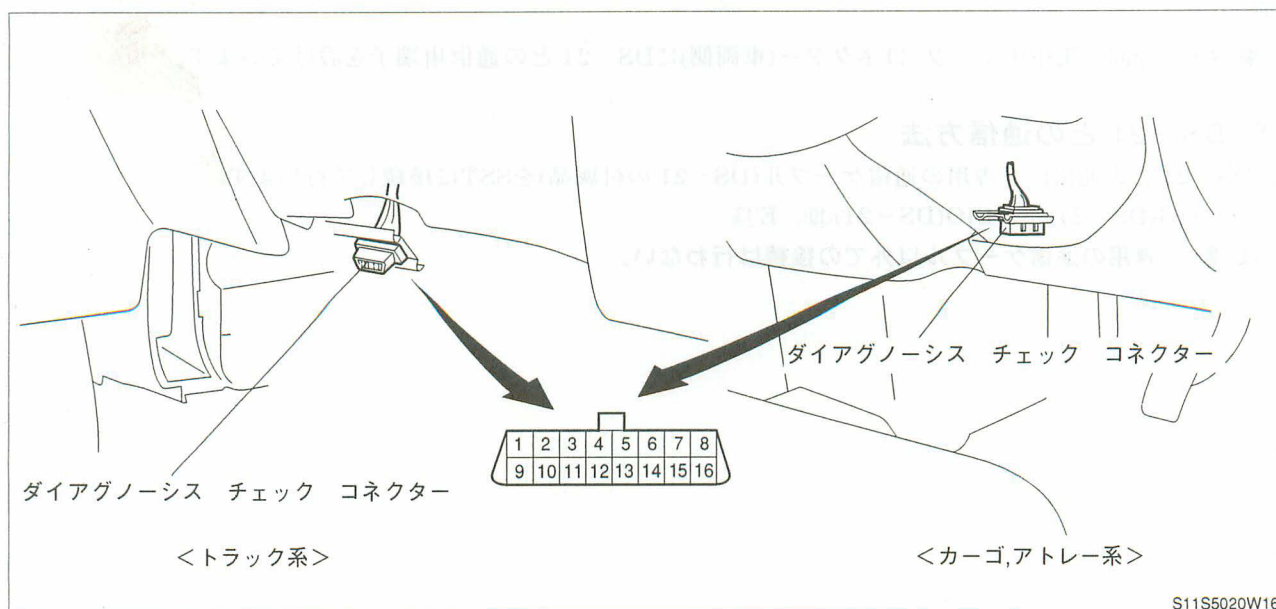 ダイアグノーシス チェック コネクター
1 2 3 4 5 6 7 8
9 10 11 12 13 14 15 16
ダイアグノーシス チェック コネクター
<トラック系>
<カーゴ,アトレー系>
S11S5020W16